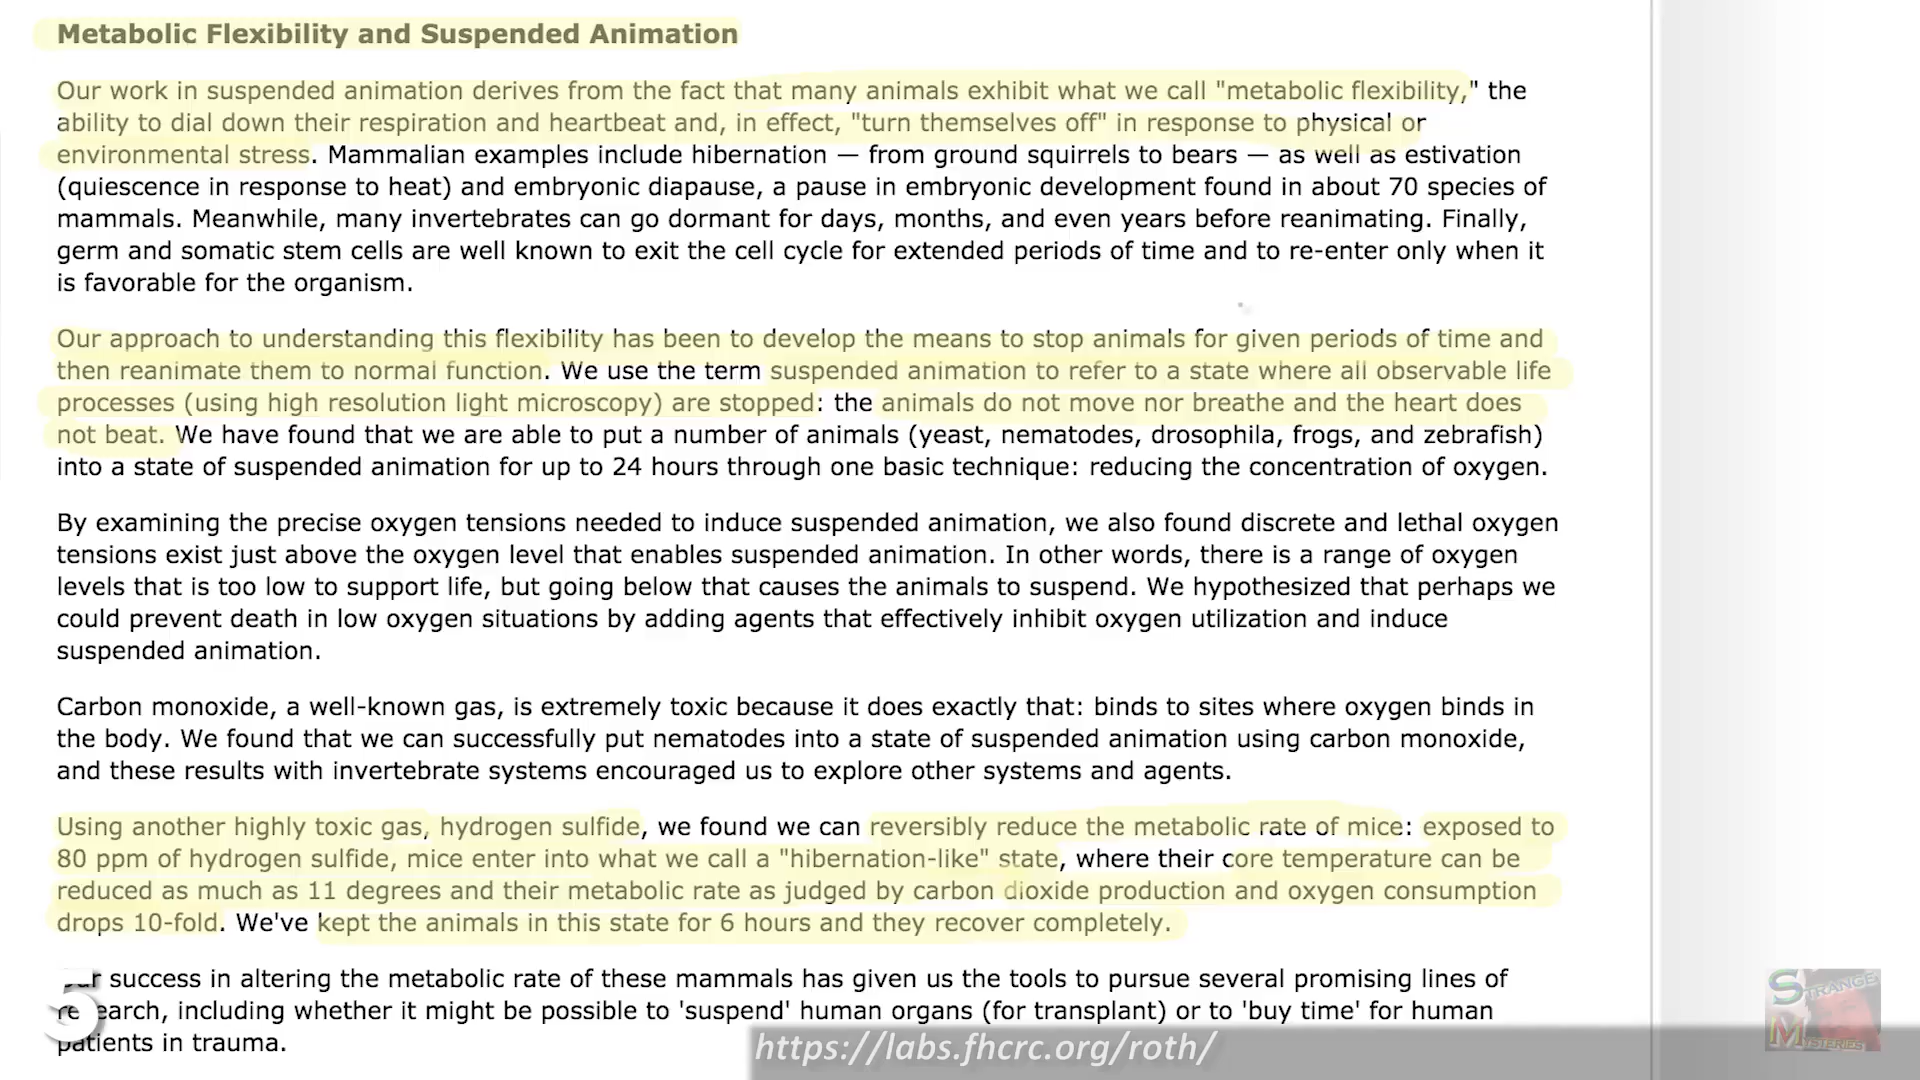 Metabolic Flexibility and Suspended Animation
Our work in suspended animation derives from the fact that many animals exhibit what we call "metabolic flexibility," the
ability to dial down their respiration and heartbeat and, in effect, "turn themselves off" in response to physical or
environmental stress. Mammalian examples include hibernation — from ground squirrels to bears — as well as estivation
(quiescence in response to heat) and embryonic diapause, a pause in embryonic development found in about 70 species of
mammals. Meanwhile, many invertebrates can go dormant for days, months, and even years before reanimating. Finally,
germ and somatic stem cells are well known to exit the cell cycle for extended periods of time and to re-enter only when it
is favorable for the organism.
Our approach to understanding this flexibility has been to develop the means to stop animals for given periods of time and
then reanimate them to normal function. We use the term suspended animation to refer to a state where all observable life
processes (using high resolution light microscopy) are stopped: the animals do not move nor breathe and the heart does
not beat. We have found that we are able to put a number of animals (yeast, nematodes, drosophila, frogs, and zebrafish)
into a state of suspended animation for up to 24 hours through one basic technique: reducing the concentration of oxygen.
By examining the precise oxygen tensions needed to induce suspended animation, we also found discrete and lethal oxygen
tensions exist just above the oxygen level that enables suspended animation. In other words, there is a range of oxygen
levels that is too low to support life, but going below that causes the animals to suspend. We hypothesized that perhaps we
could prevent death in low oxygen situations by adding agents that effectively inhibit oxygen utilization and induce
suspended animation.
Carbon monoxide, a well-known gas, is extremely toxic because it does exactly that: binds to sites where oxygen binds in
the body. We found that we can successfully put nematodes into a state of suspended animation using carbon monoxide,
and these results with invertebrate systems encouraged us to explore other systems and agents.
Using another highly toxic gas, hydrogen sulfide, we found we can reversibly reduce the metabolic rate of mice: exposed to
80 ppm of hydrogen sulfide, mice enter into what we call a "hibernation-like" state, where their core temperature can be
reduced as much as 11 degrees and their metabolic rate as judged by carbon dioxide production and oxygen consumption
drops 10-fold. We've kept the animals in this state for 6 hours and they recover completely.
Our success in altering the metabolic rate of these mammals has given us the tools to pursue several promising lines of
research, including whether it might be possible to 'suspend' human organs (for transplant) or to 'buy time' for human
patients in trauma.
5
https://labs.fhcrc.org/roth/
STRANGE
MYSTERIES